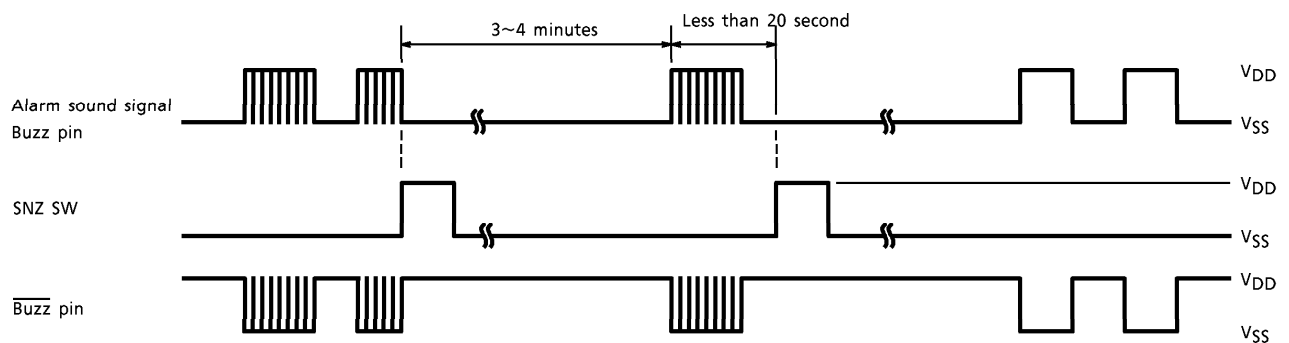 3~4 minutes
Less than 20 second
Alarm sound signal
Buzz pin
VDD
VSS
SNZ SW
VDD
VSS
Buzz pin
VDD
VSS